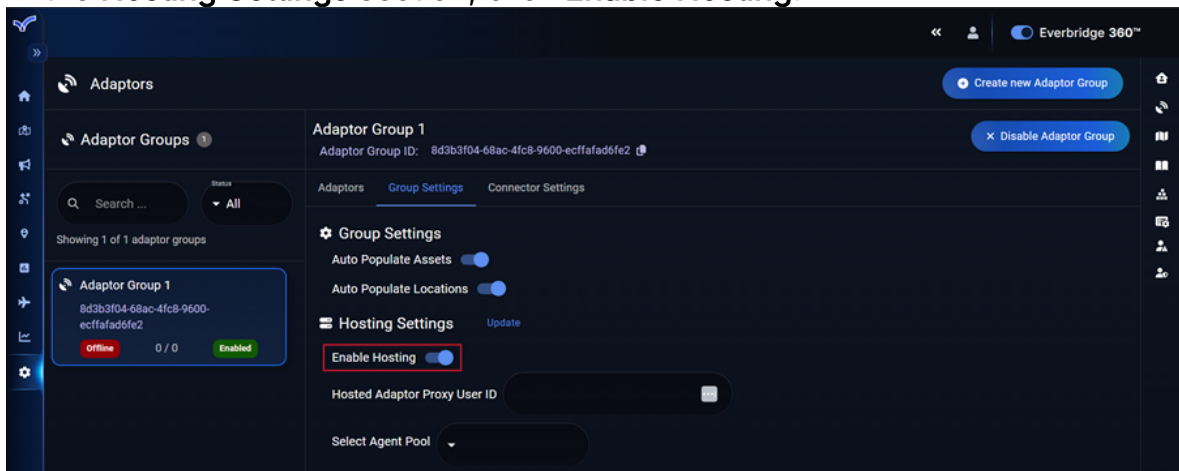 Everbridge 360™
Adaptors
Create new Adaptor Group
Adaptor Groups 1
Adaptor Group 1
Adaptor Group ID: 8d3b3f04-68ac-4fc8-9600-ecffafad6fe2
Disable Adaptor Group
Search ...
Status
All
Showing 1 of 1 adaptor groups
Adaptor Group 1
8d3b3f04-68ac-4fc8-9600-
ecffafad6fe2
Offline
0 / 0
Enabled
Adaptors Group Settings Connector Settings
Group Settings
Auto Populate Assets
Auto Populate Locations
Hosting Settings Update
Enable Hosting
Hosted Adaptor Proxy User ID
Select Agent Pool